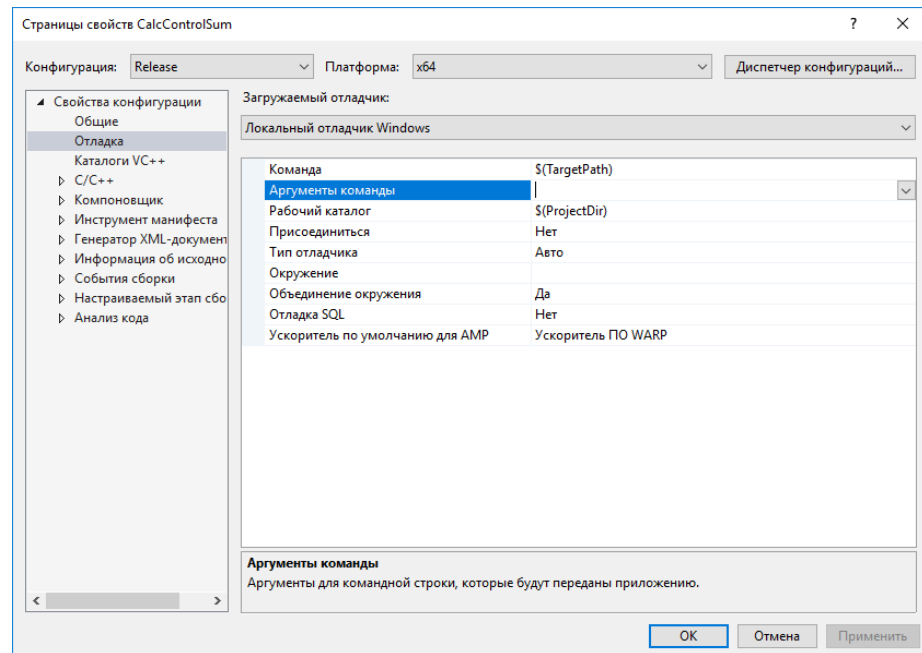 Страницы свойств CalcControlSum ? ×
Конфигурация: Release Платформа: x64 Диспетчер конфигураций...
Свойства конфигурации
Общие
Отладка
Каталоги VC++
C/C++
Компоновщик
Инструмент манифеста
Генератор XML-документ
Информация об исходно
События сборки
Настраиваемый этап сбо
Анализ кода
Загружаемый отладчик:
Локальный отладчик Windows
Команда $(TargetPath)
Аргументы команды
Рабочий каталог $(ProjectDir)
Присоединиться Нет
Тип отладчика Авто
Окружение
Объединение окружения Да
Отладка SQL Нет
Ускоритель по умолчанию для AMP Ускоритель ПО WARP
Аргументы команды
Аргументы для командной строки, которые будут переданы приложению.
ОК Отмена Применить